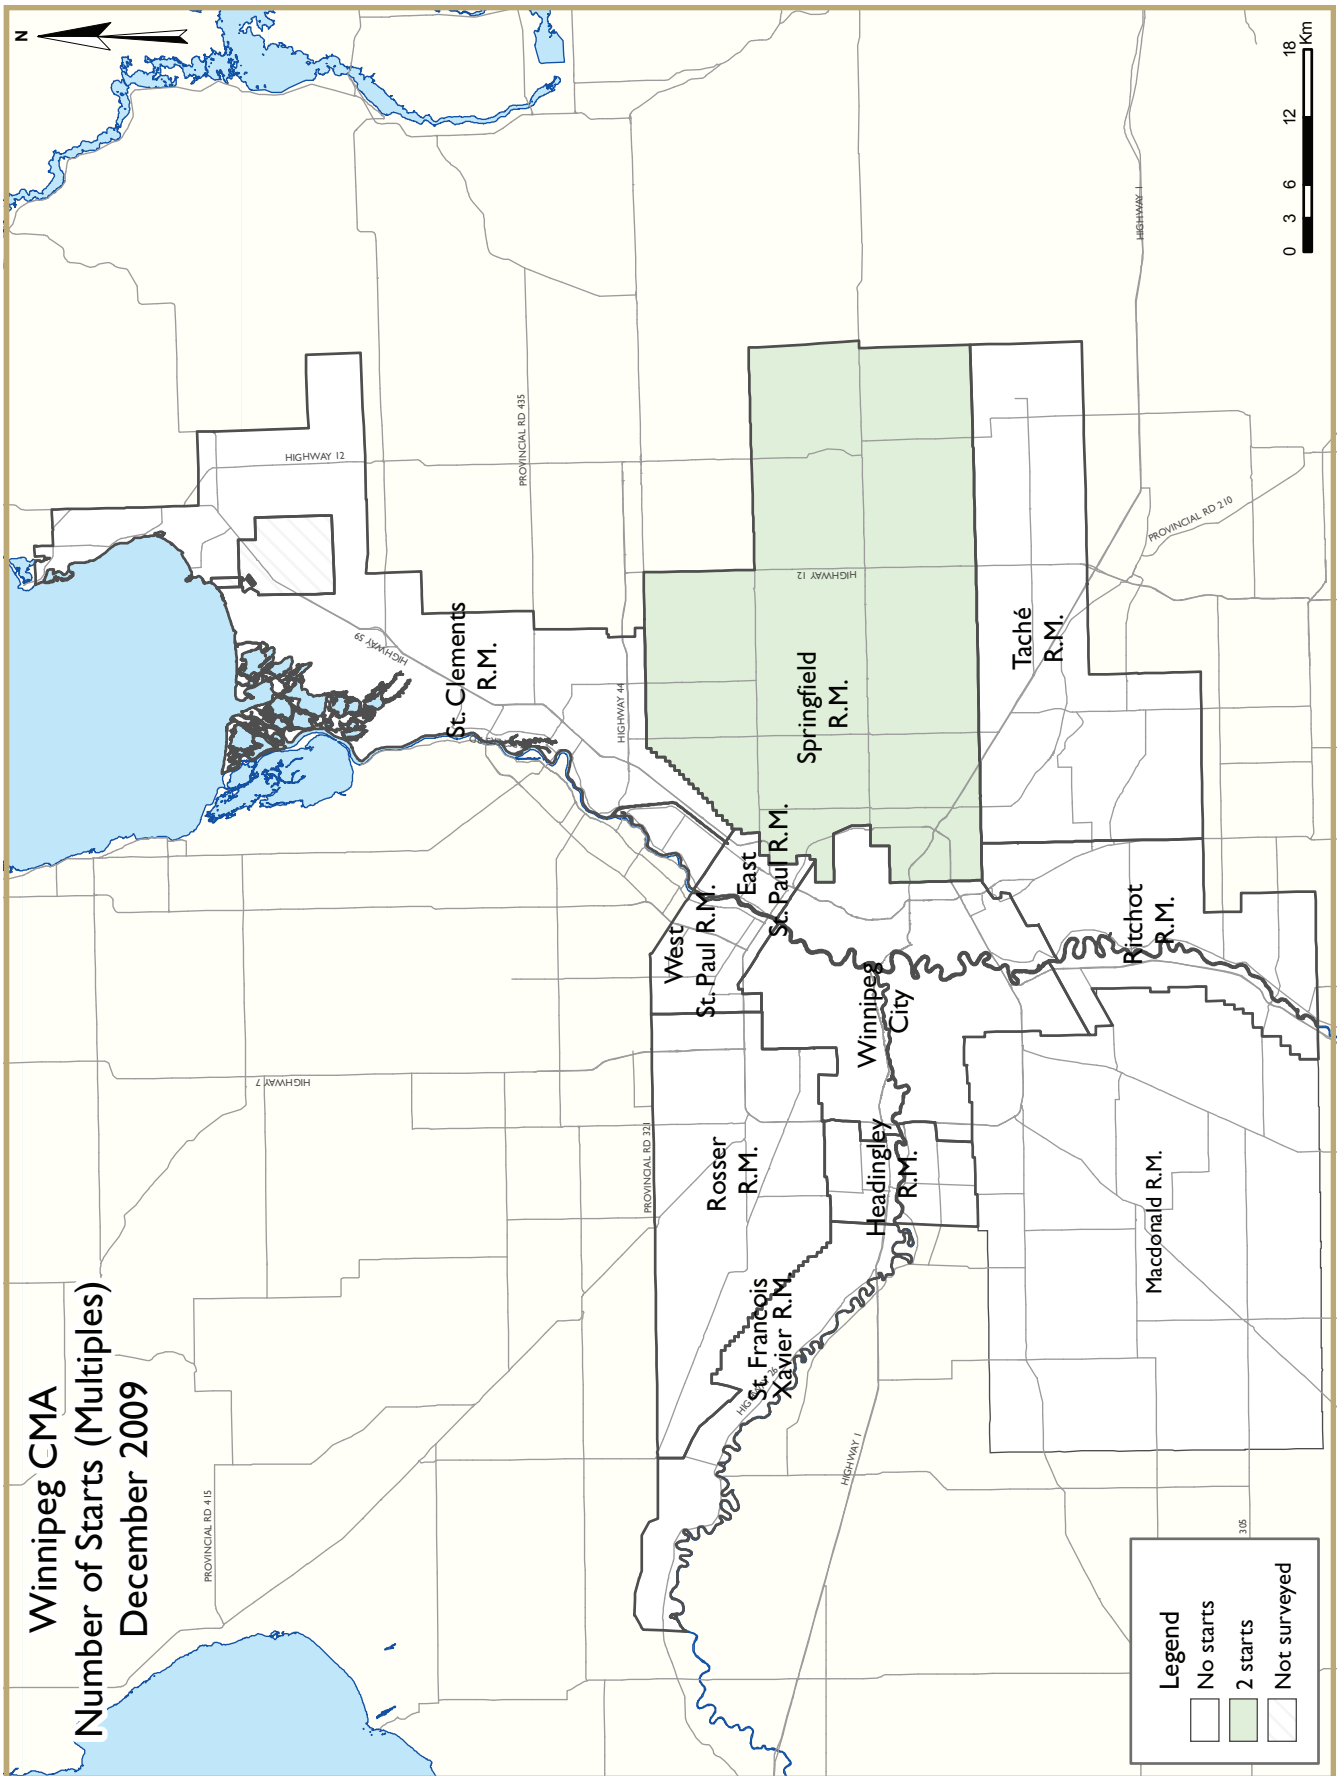 Winnipeg CMA
Number of Starts (Multiples)
December 2009
N
HIGHWAY 12
PROVINCIAL RD 435
HIGHWAY 59
St. Clements
R.M.
HIGHWAY 44
HIGHWAY 12
Springfield
R.M.
Taché
R.M.
HIGHWAY 1
PROVINCIAL RD 210
East
St. Paul R.M.
West
St. Paul R.M.
Ritchot
R.M.
Winnipeg
City
HIGHWAY 7
PROVINCIAL RD 321
Rosser
R.M.
Headingley
R.M.
Macdonald R.M.
St. Francois
Xavier R.M.
HIGHWAY 26
HIGHWAY 1
PROVINCIAL RD 415
305
Legend
No starts
2 starts
Not surveyed
0 3 6 12 18
Km